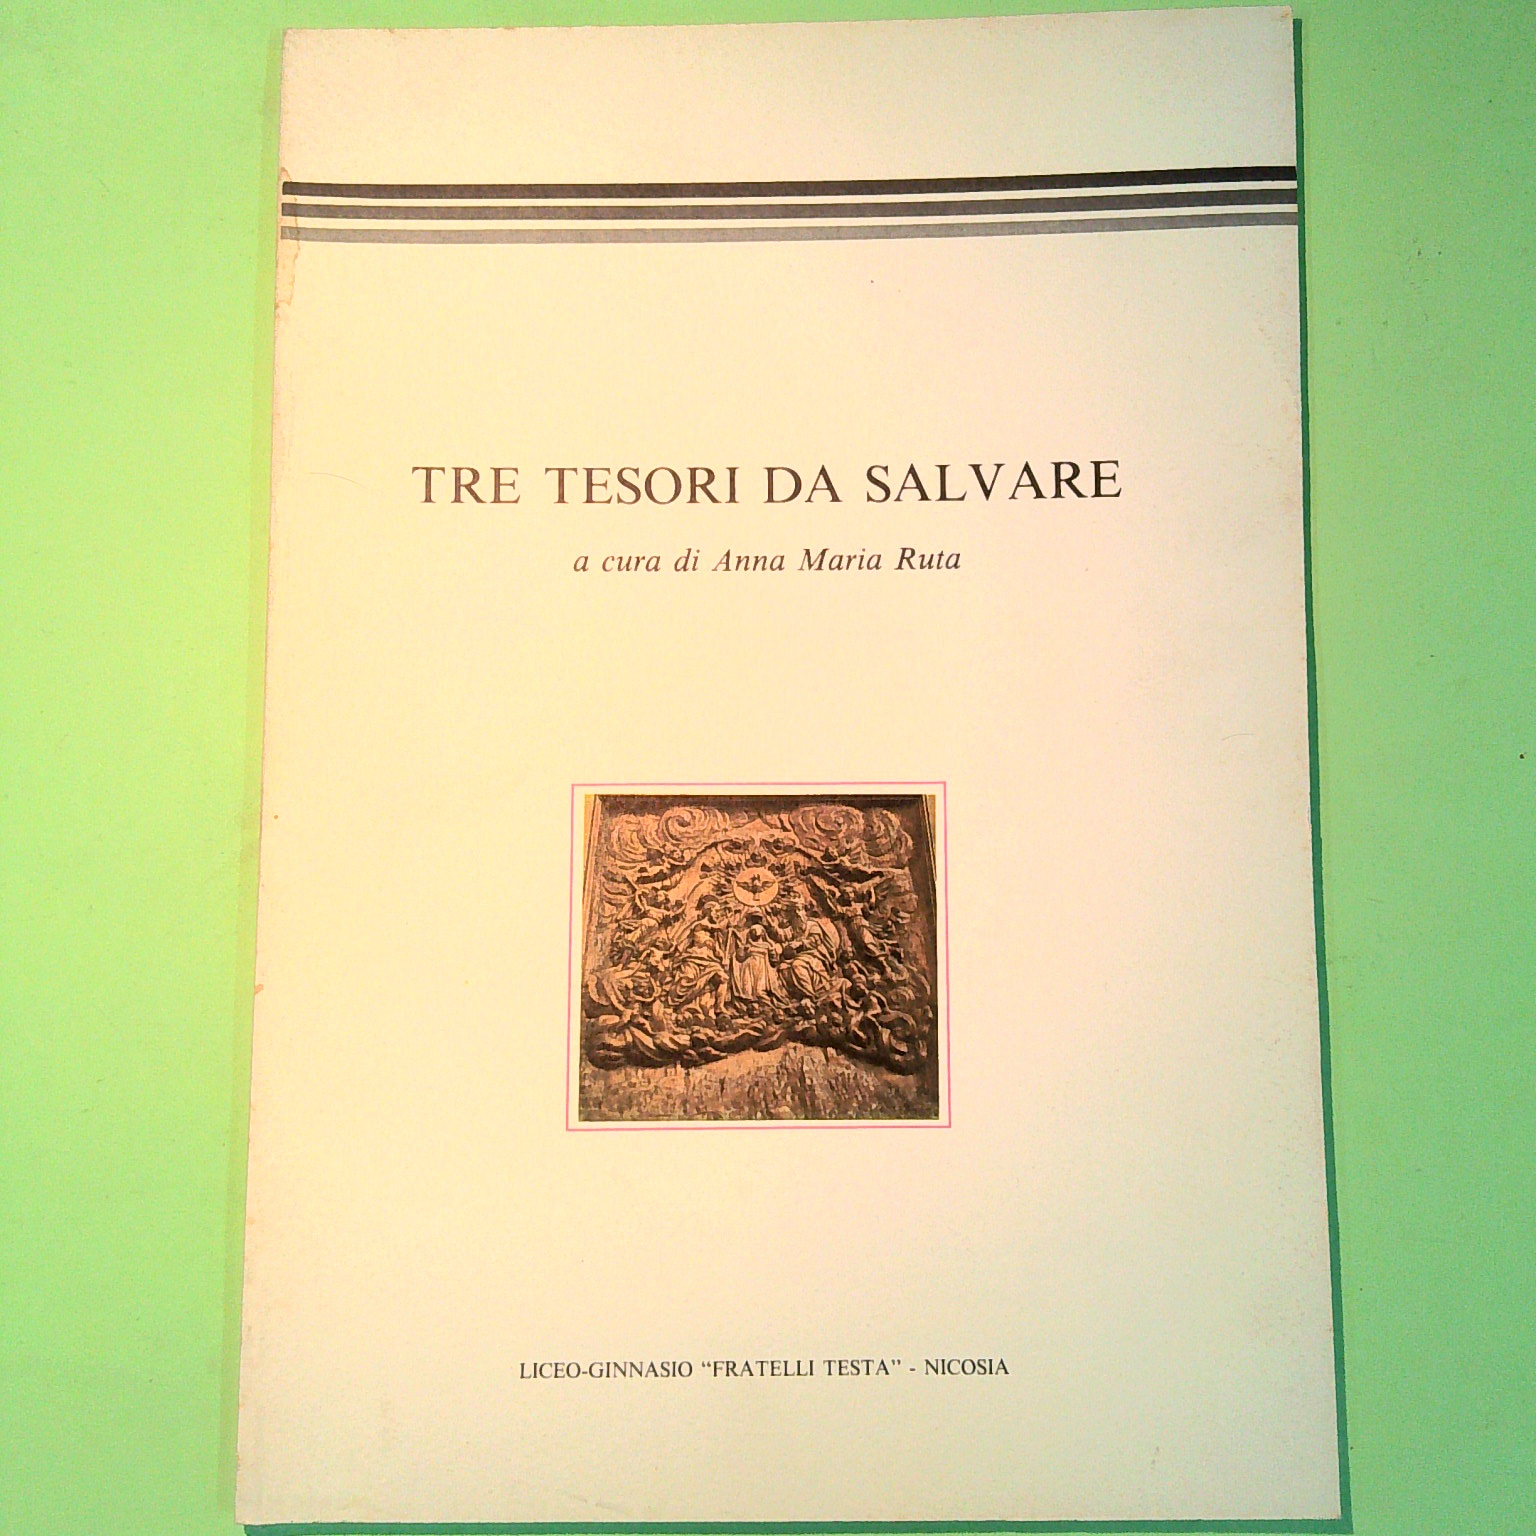 TRE TESORI DA SALVARE
a cura di Anna Maria Ruta
LICEO-GINNASIO “FRATELLI TESTA” - NICOSIA